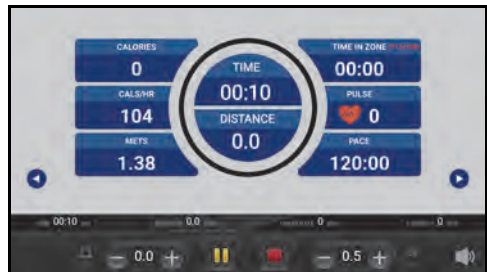 CALORIES
0
CALS/HR
104
METS
1.38
TIME
00:10
DISTANCE
0.0
TIME IN ZONE
00:00
PULSE
0
PACE
120:00
00:10
0.0
0
0
0.0
0.5